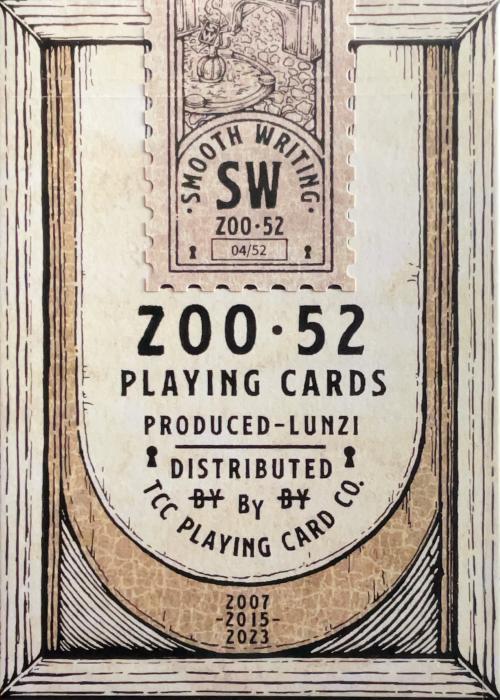 ·SMOOTH WRITING·
SW
ZOO·52
04/52
ZOO·52
PLAYING CARDS
PRODUCED-LUNZI
DISTRIBUTED
BY BY BY
TCC PLAYING CARD CO.
2007
-2015-
2023